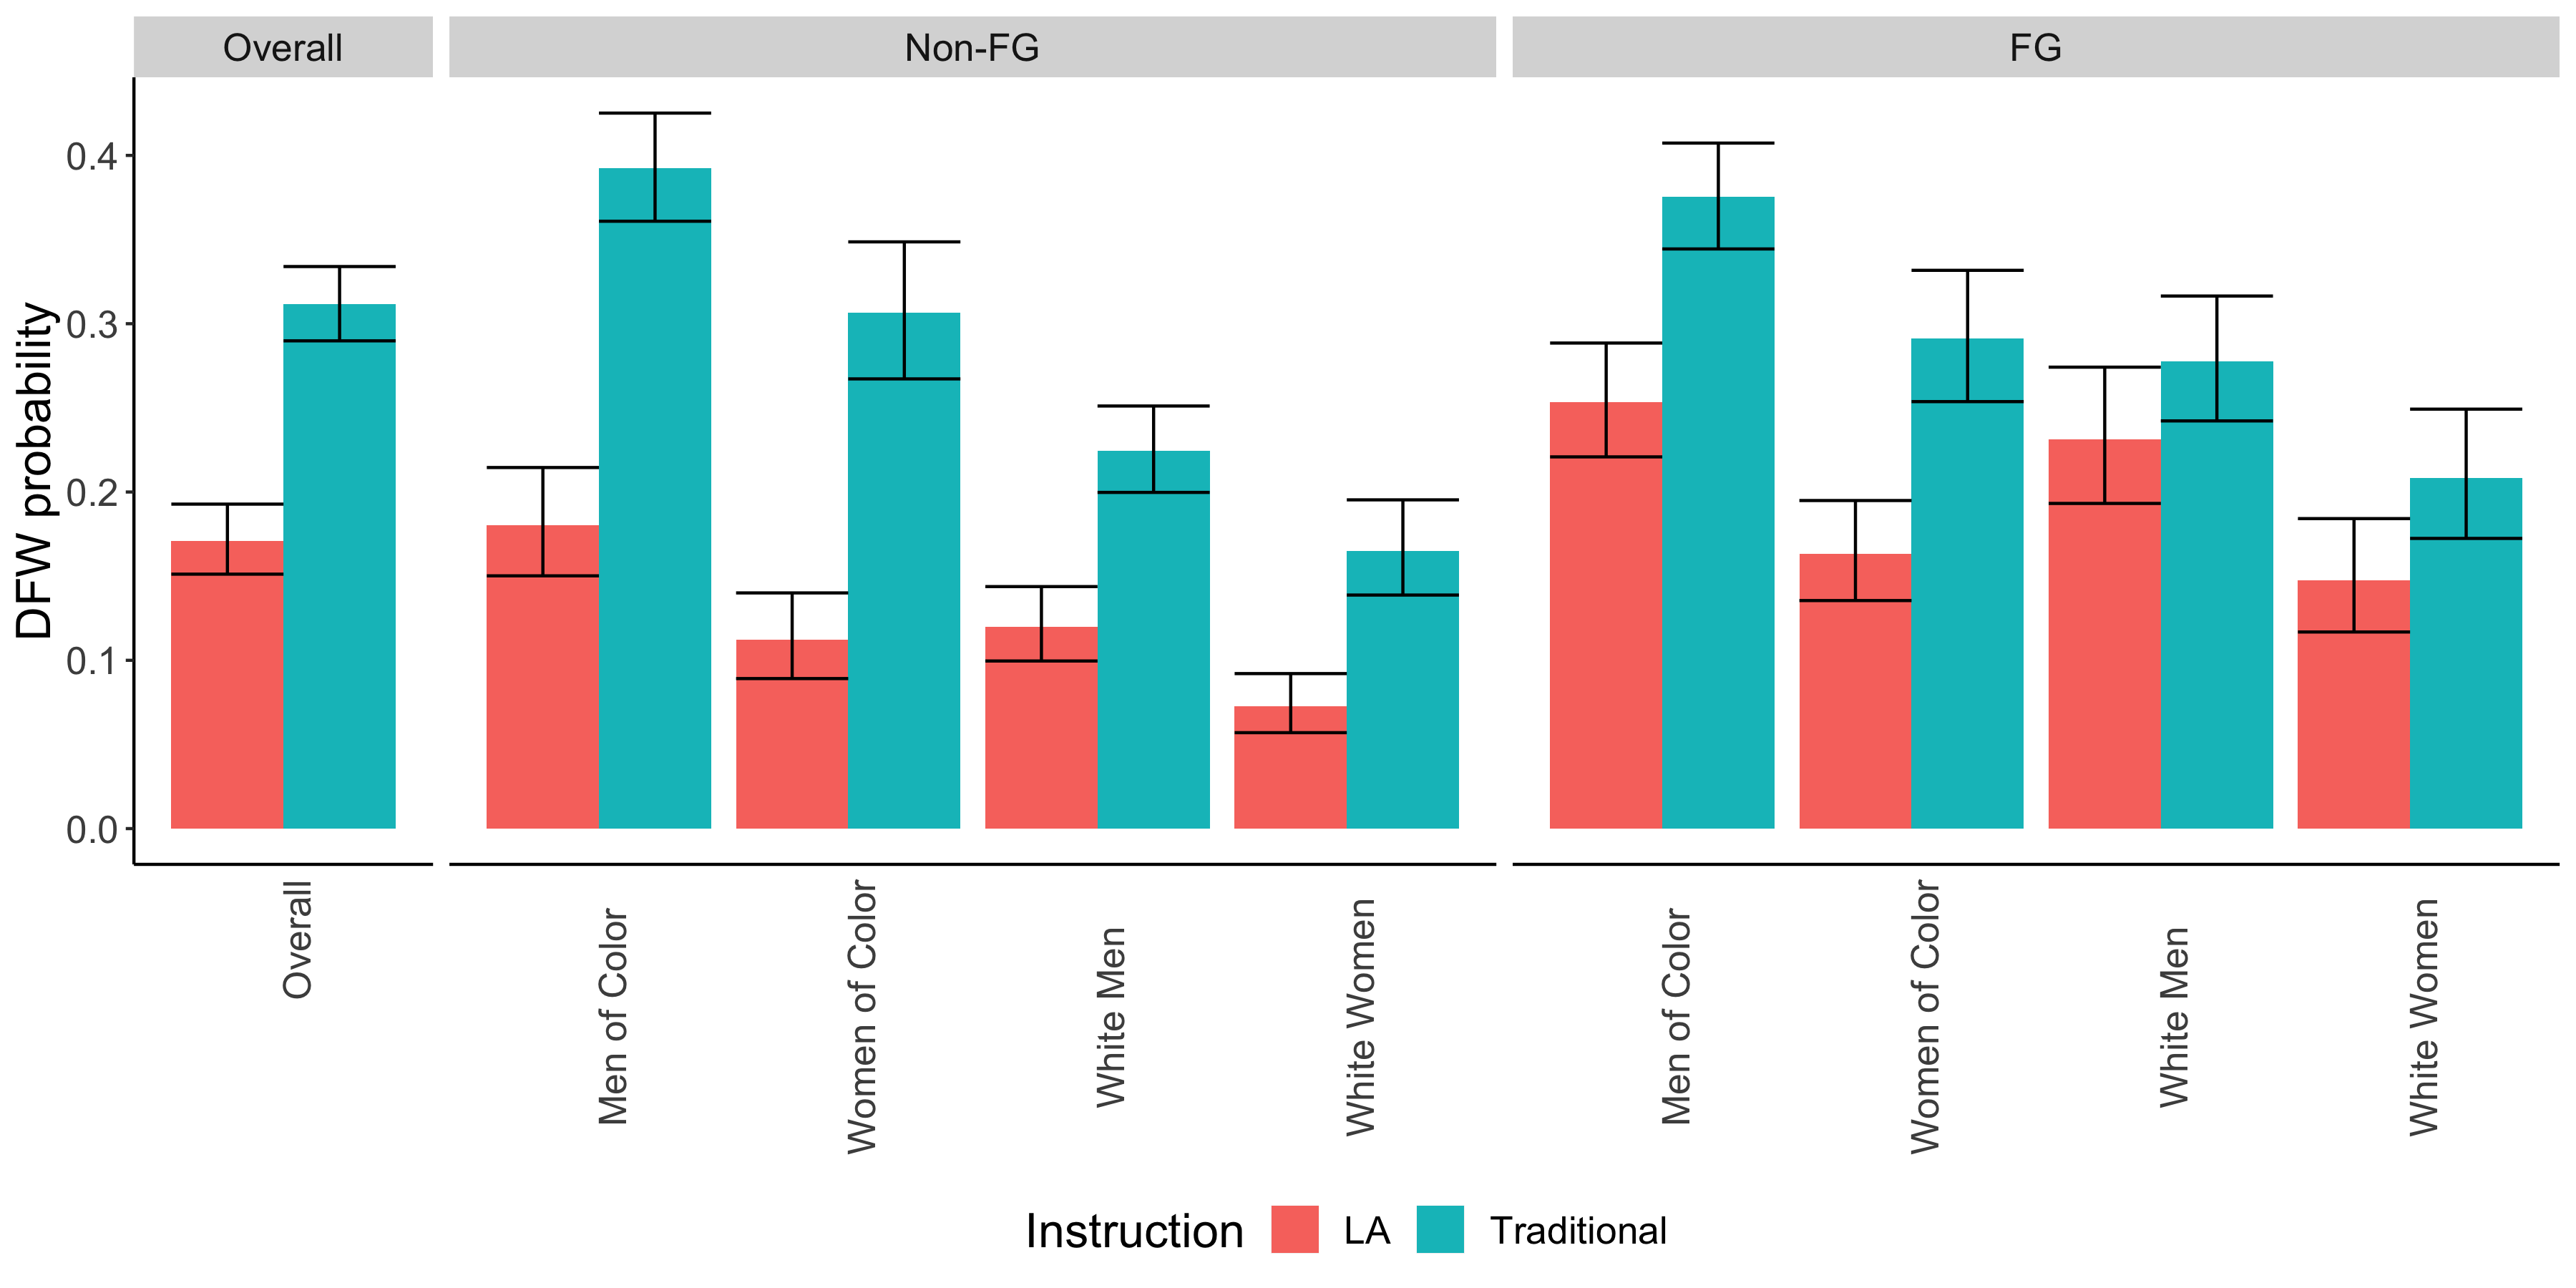 Overall
Non-FG
FG
DFW probability
0.4
0.3
0.2
0.1
0.0
Overall
Men of Color
Women of Color
White Men
White Women
Men of Color
Women of Color
White Men
White Women
Instruction LA Traditional